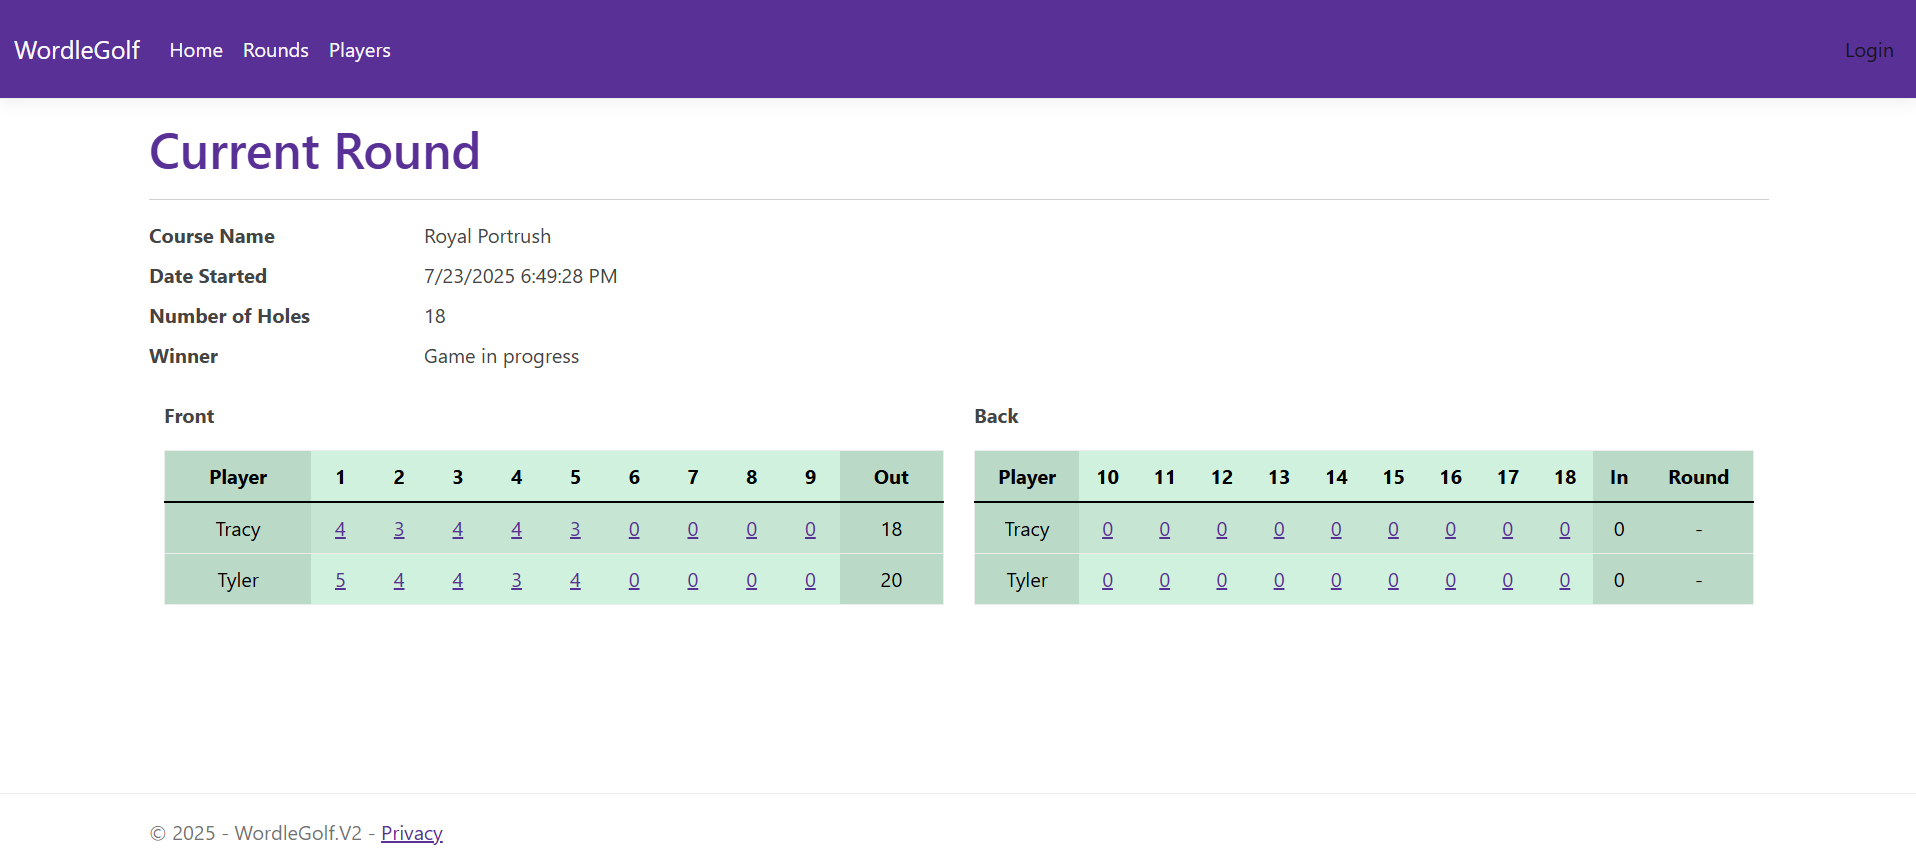 WordleGolf Home Rounds Players Login
Current Round
Course Name Royal Portrush
Date Started 7/23/2025 6:49:28 PM
Number of Holes 18
Winner Game in progress
Front
Player 1 2 3 4 5 6 7 8 9 Out
Tracy 4 3 4 4 3 0 0 0 0 18
Tyler 5 4 4 3 4 0 0 0 0 20
Back
Player 10 11 12 13 14 15 16 17 18 In Round
Tracy 0 0 0 0 0 0 0 0 0 0 -
Tyler 0 0 0 0 0 0 0 0 0 0 -
© 2025 - WordleGolf.V2 - Privacy